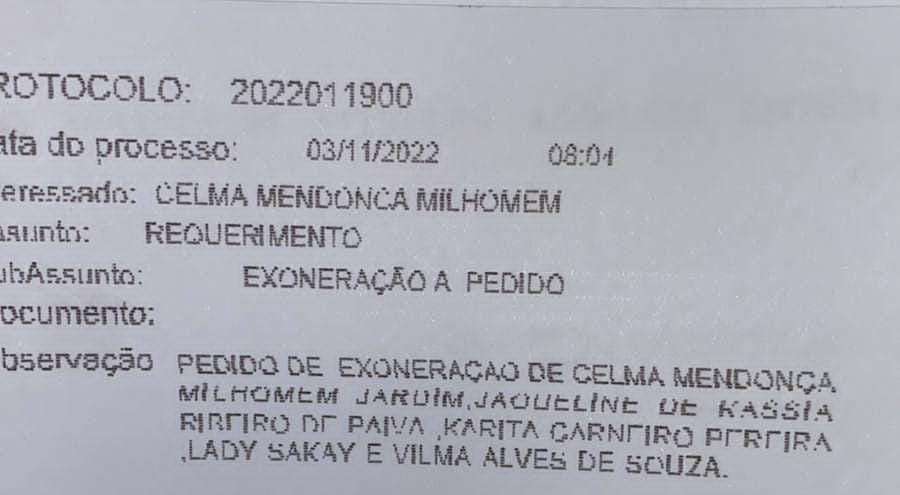 ROTOCOLO: 2022011900
ata do processo: 03/11/2022 08:01
eressado: CELMA MENDONCA MILHOMEM
ssunto: REQUERIMENTO
ubAssunto: EXONERAÇÃO A PEDIDO
ocumento:
bservação PEDIDO DE EXONERAÇAO DE CELMA MENDONÇA
MILHOMEM JARDIM,JAQUELINE DE KASSIA
RIBEIRO DE PAIVA ,KARITA CARNEIRO PEREIRA
,LADY SAKAY E VILMA ALVES DE SOUZA.